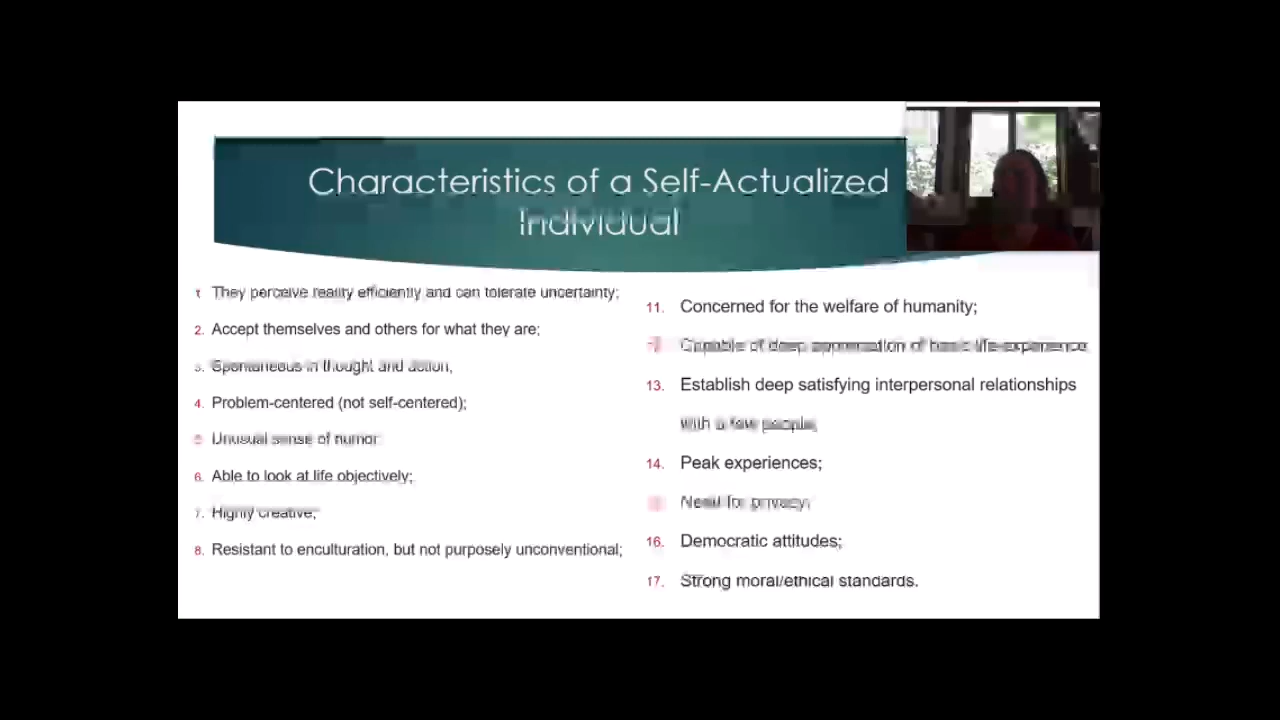 Characteristics of a Self-Actualized
Individual
1. They perceive reality efficiently and can tolerate uncertainty;
2. Accept themselves and others for what they are;
3. Spontaneous in thought and action;
4. Problem-centered (not self-centered);
5. Unusual sense of humor
6. Able to look at life objectively;
7. Highly creative;
8. Resistant to enculturation, but not purposely unconventional;
11. Concerned for the welfare of humanity;
Capable of deep appreciation of basic life-experience
13. Establish deep satisfying interpersonal relationships
with a few people;
14. Peak experiences;
Need for privacy;
16. Democratic attitudes;
17. Strong moral/ethical standards.